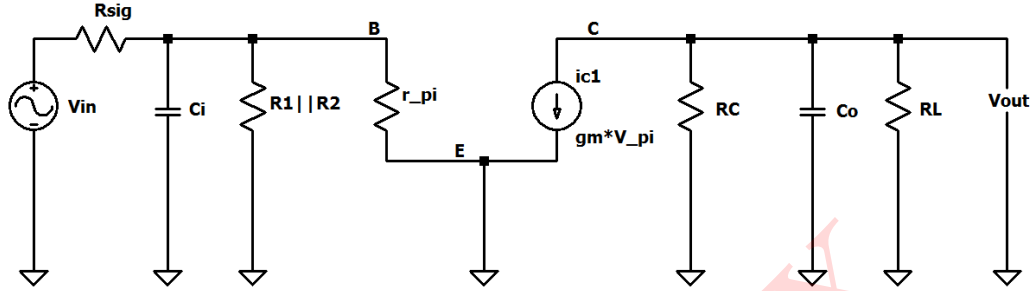 Rsig
B
C
Vin
Ci
R1||R2
r_pi
ic1
gm*V_pi
RC
Co
RL
Vout
E